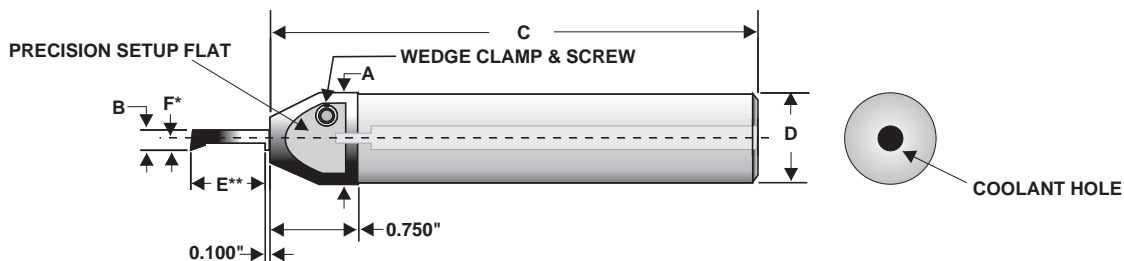 C
PRECISION SETUP FLAT
WEDGE CLAMP & SCREW
A
B
F*
D
E**
COOLANT HOLE
0.750"
0.100"